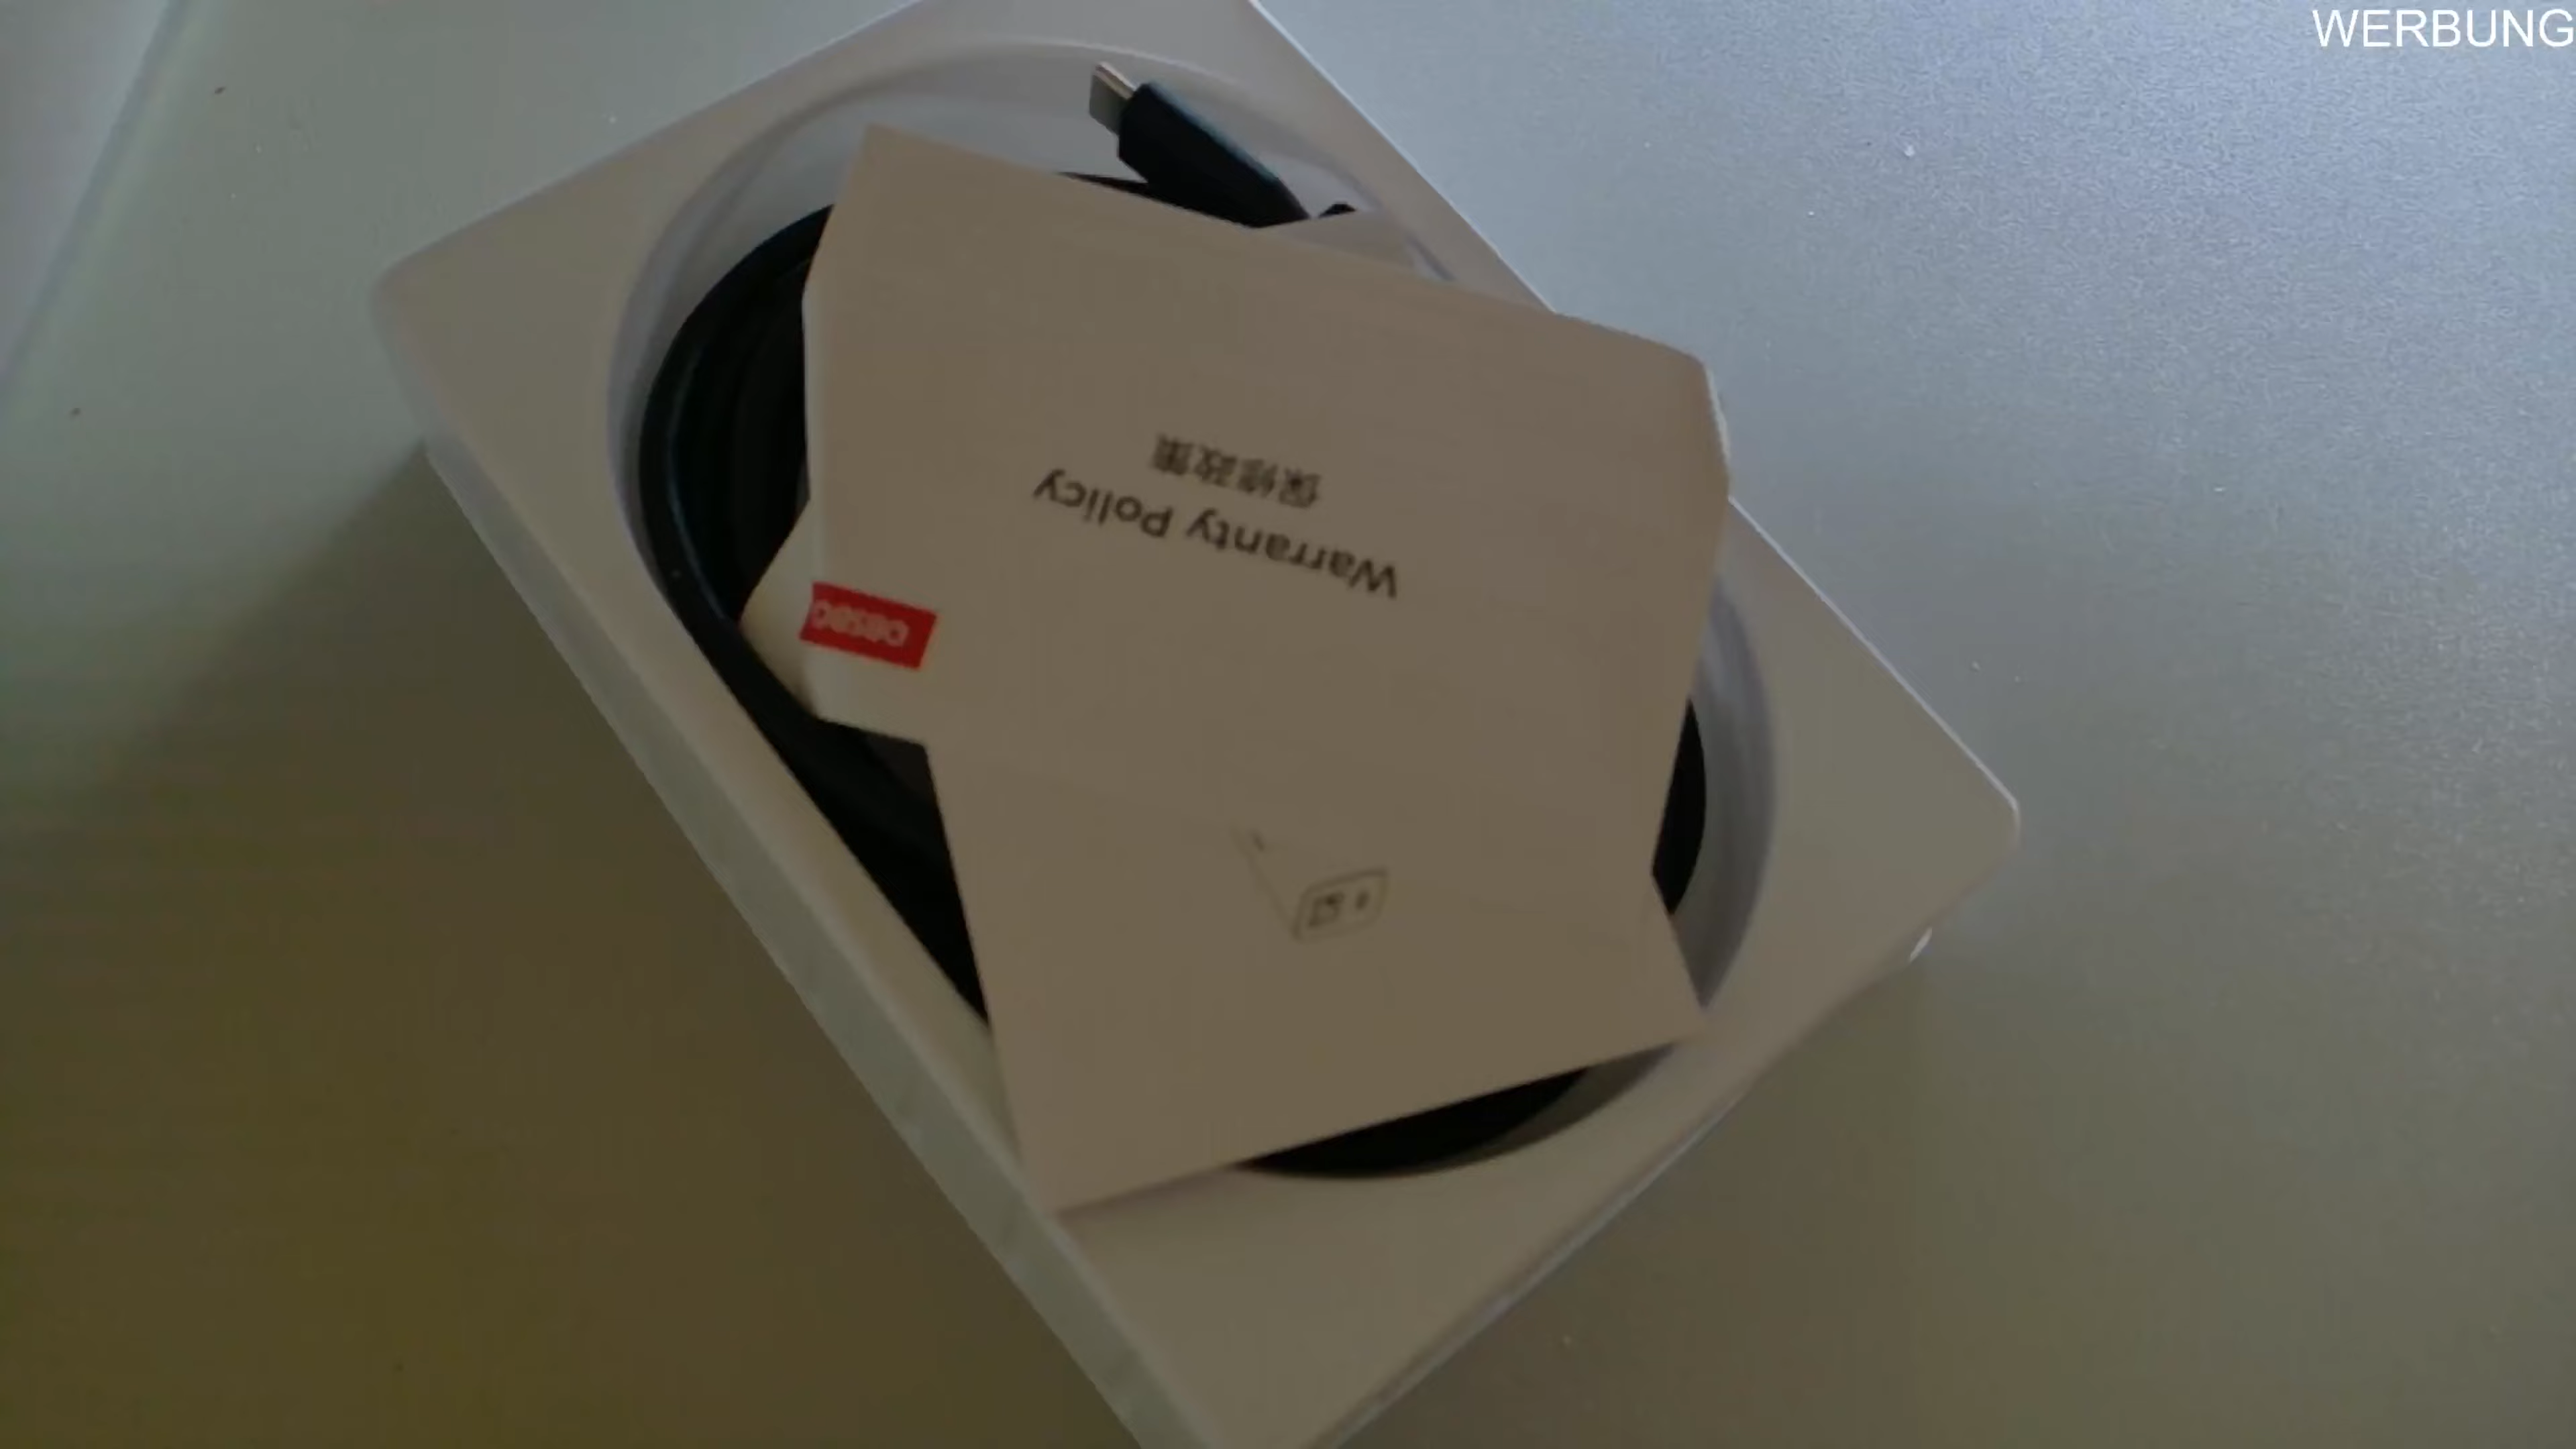 WERBUNG
Warranty Policy
保修政策